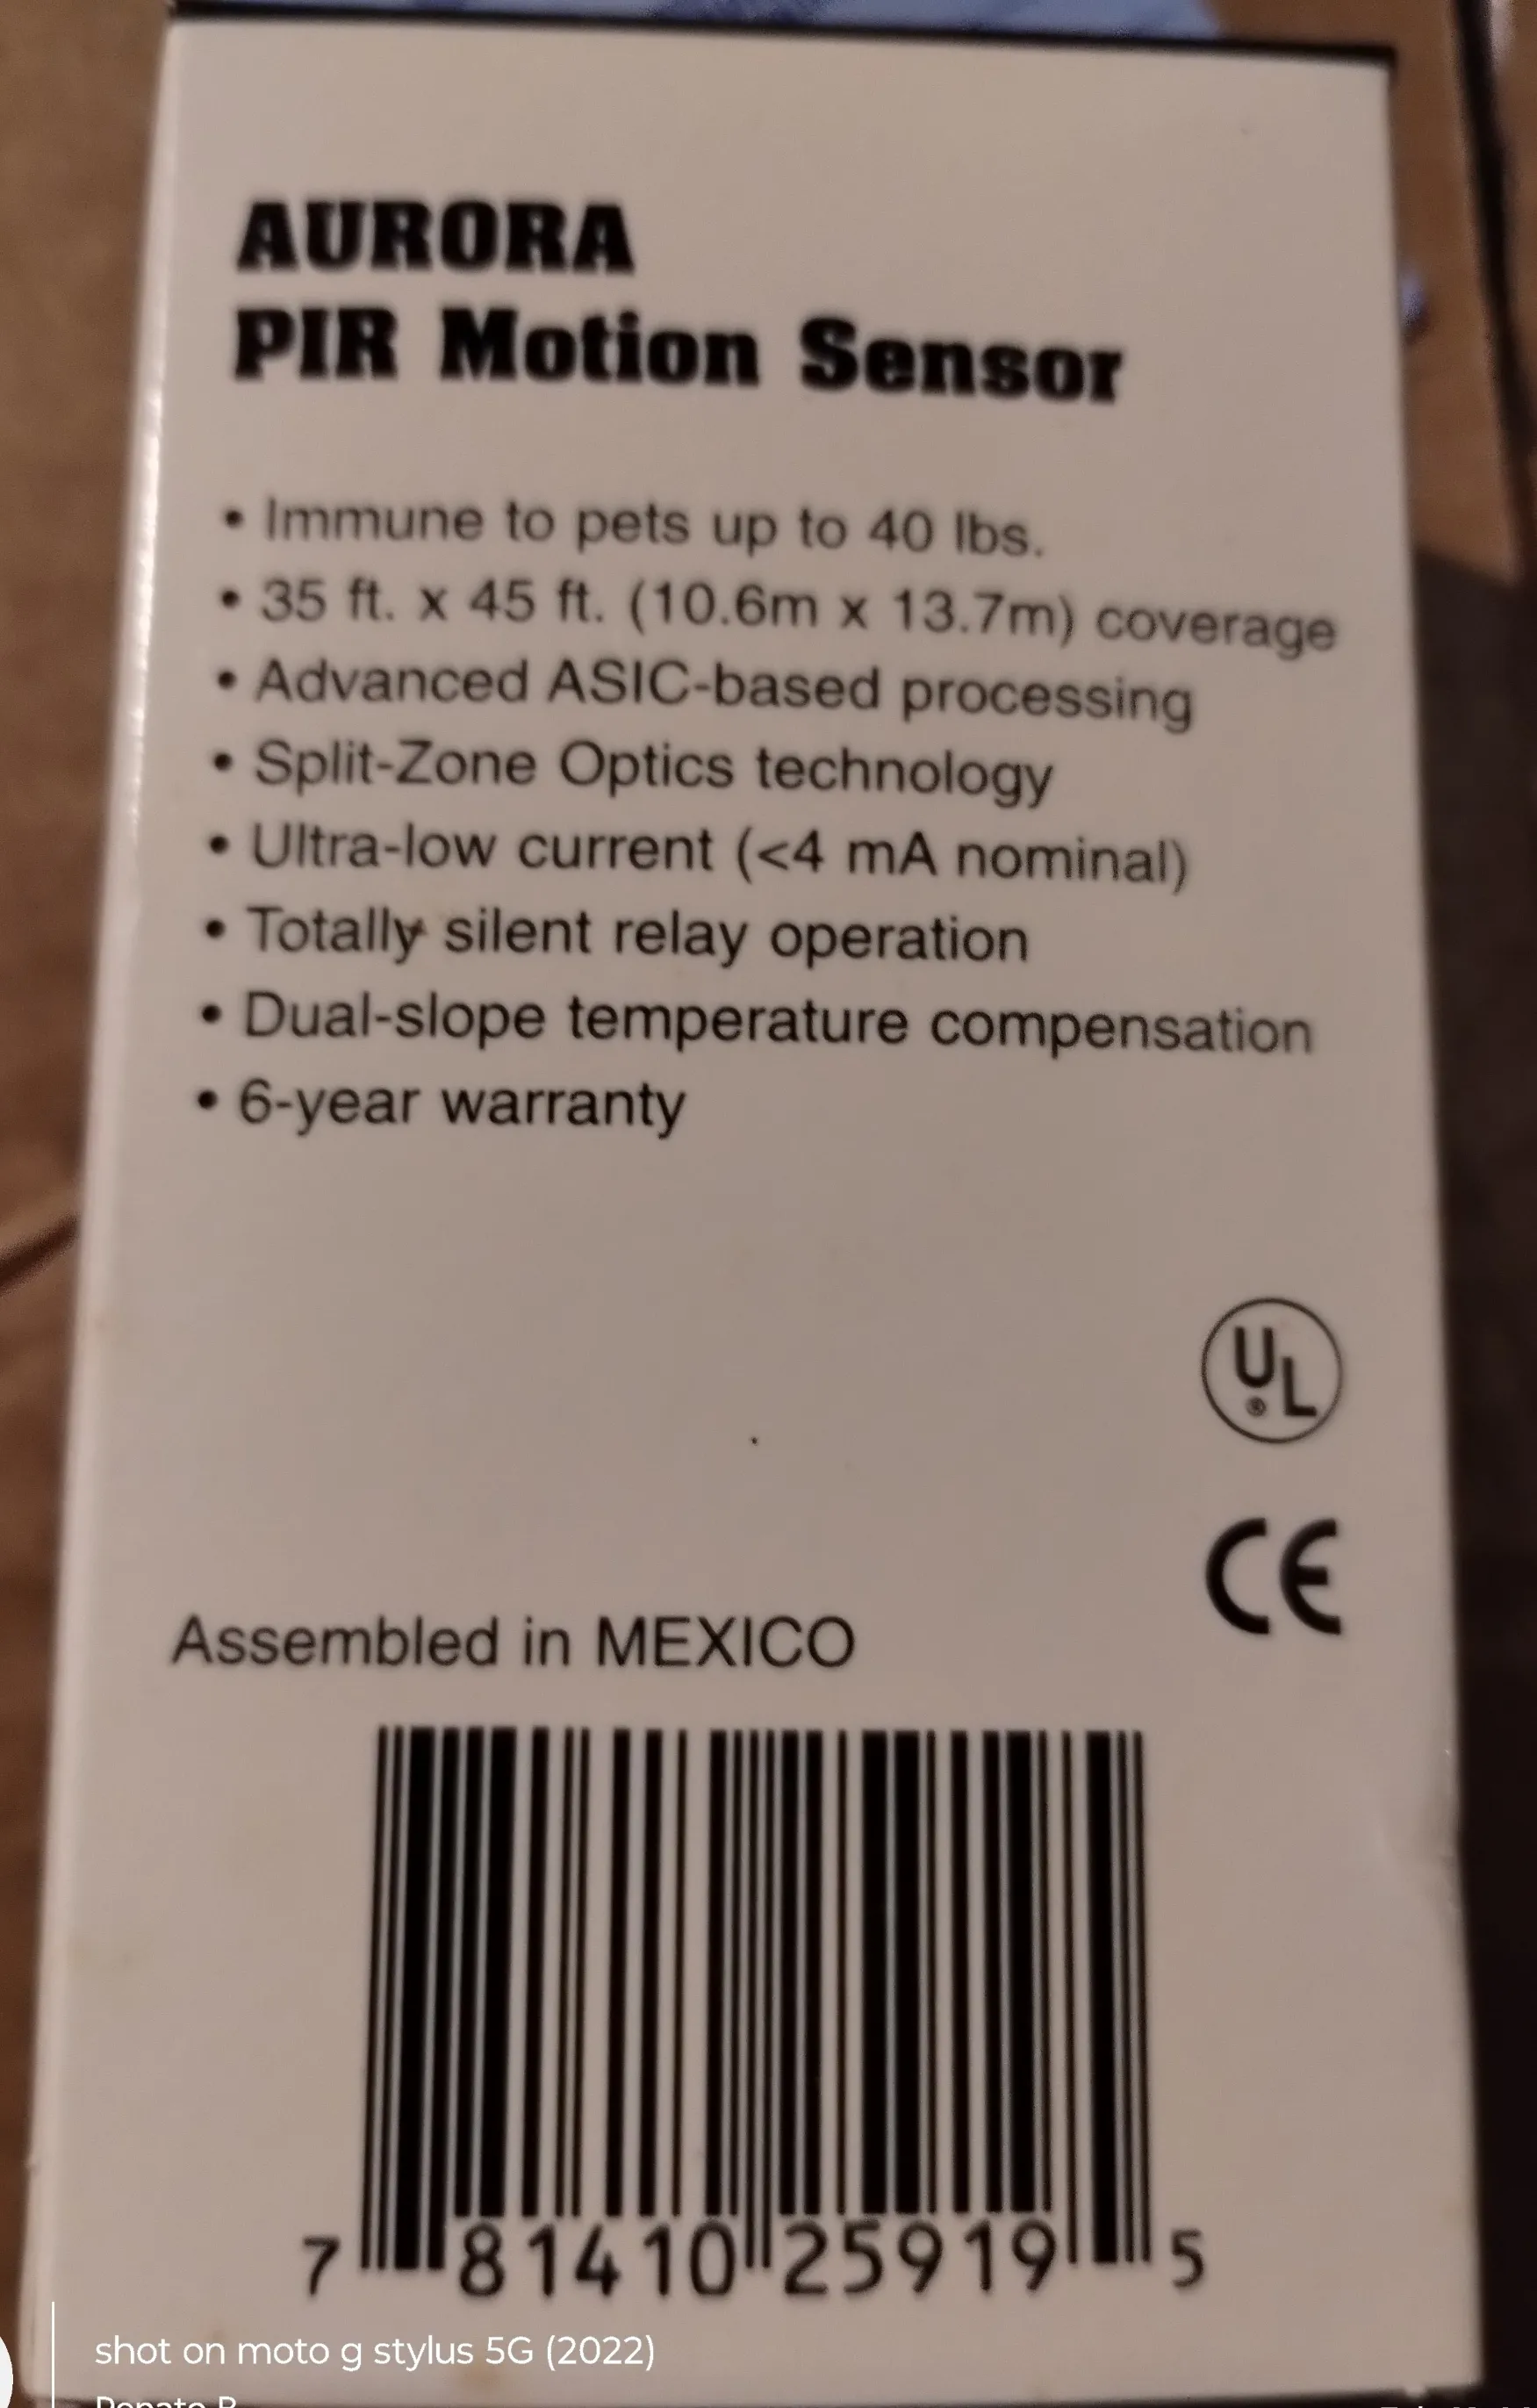 AURORA
PIR Motion Sensor
• Immune to pets up to 40 lbs.
• 35 ft. x 45 ft. (10.6m x 13.7m) coverage
• Advanced ASIC-based processing
• Split-Zone Optics technology
• Ultra-low current (<4 mA nominal)
• Totally silent relay operation
• Dual-slope temperature compensation
• 6-year warranty
UL
®
CE
Assembled in MEXICO
7 81410 25919 5
shot on moto g stylus 5G (2022)